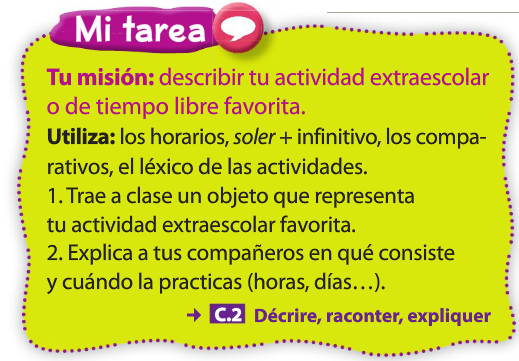 Mi tarea
Tu misión: describir tu actividad extraescolar
o de tiempo libre favorita.
Utiliza: los horarios, soler + infinitivo, los compa-
rativos, el léxico de las actividades.
1. Trae a clase un objeto que representa
tu actividad extraescolar favorita.
2. Explica a tus compañeros en qué consiste
y cuándo la practicas (horas, días…).
→ C.2 Décrire, raconter, expliquer